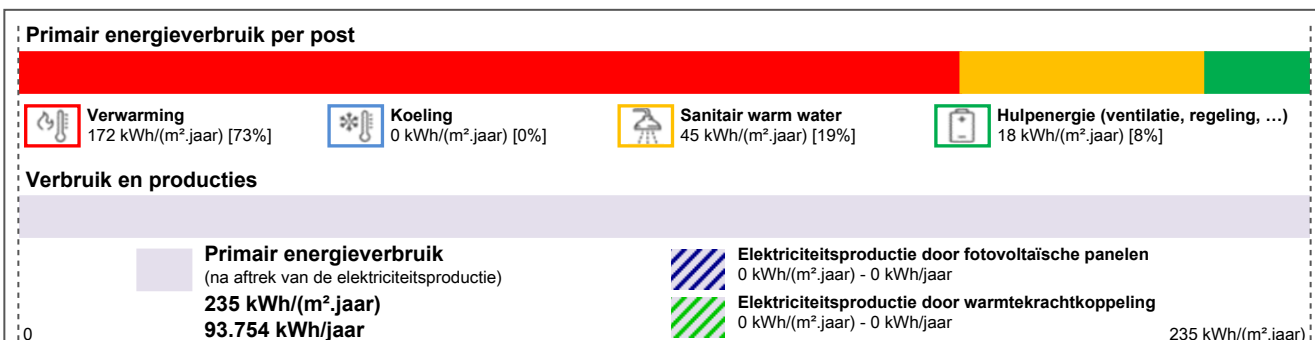 Primair energieverbruik per post
Verwarming
172 kWh/(m².jaar) [73%]
Koeling
0 kWh/(m².jaar) [0%]
Sanitair warm water
45 kWh/(m².jaar) [19%]
Hulpenergie (ventilatie, regeling, …)
18 kWh/(m².jaar) [8%]
Verbruik en producties
Primair energieverbruik
(na aftrek van de elektriciteitsproductie)
235 kWh/(m².jaar)
93.754 kWh/jaar
Elektriciteitsproductie door fotovoltaïsche panelen
0 kWh/(m².jaar) - 0 kWh/jaar
Elektriciteitsproductie door warmtekrachtkoppeling
0 kWh/(m².jaar) - 0 kWh/jaar
0
235 kWh/(m².jaar)